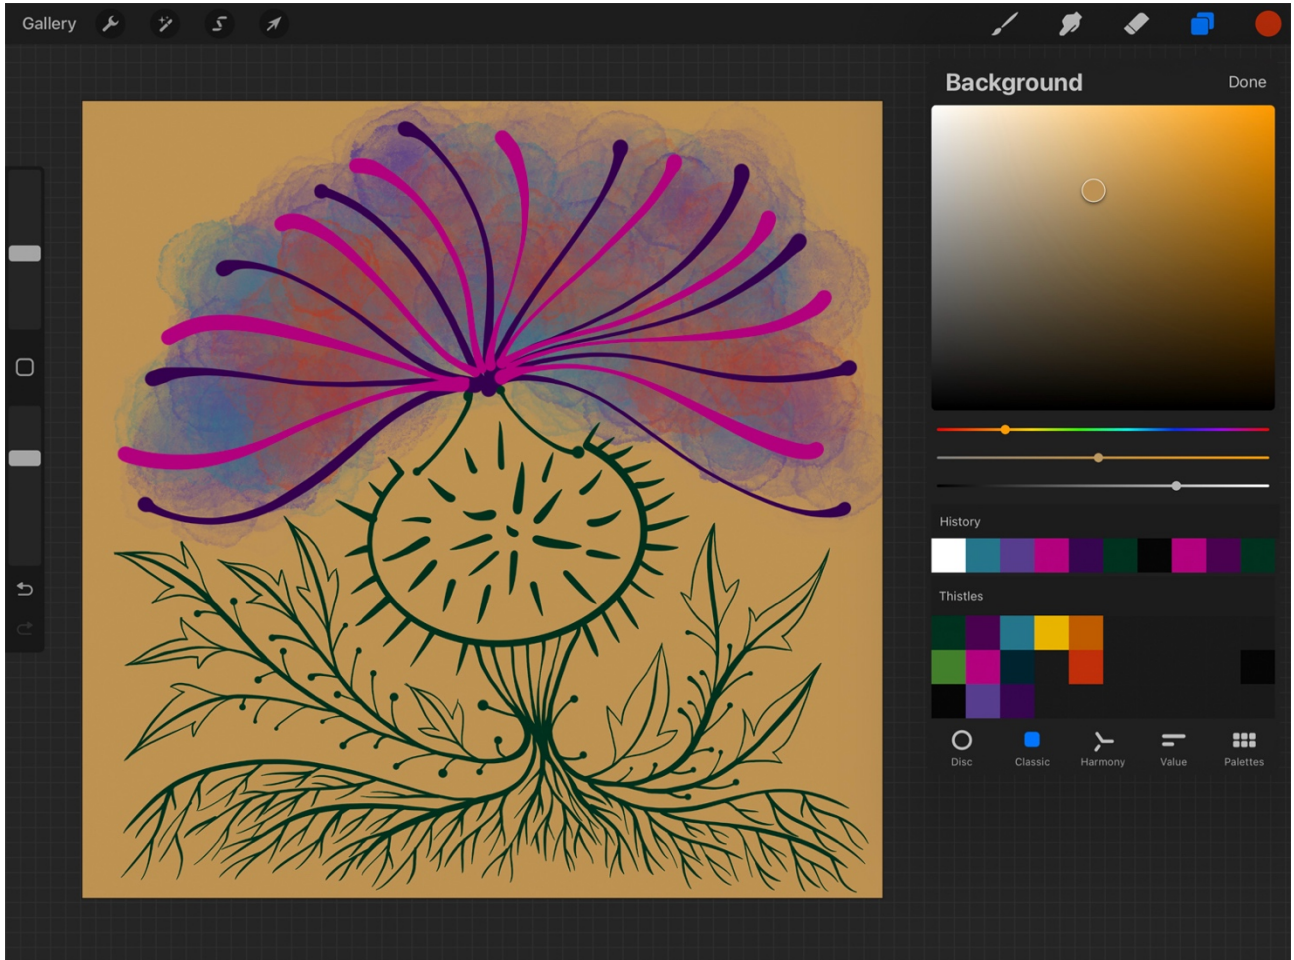 Gallery
Background
Done
History
Thistles
Disc
Classic
Harmony
Value
Palettes